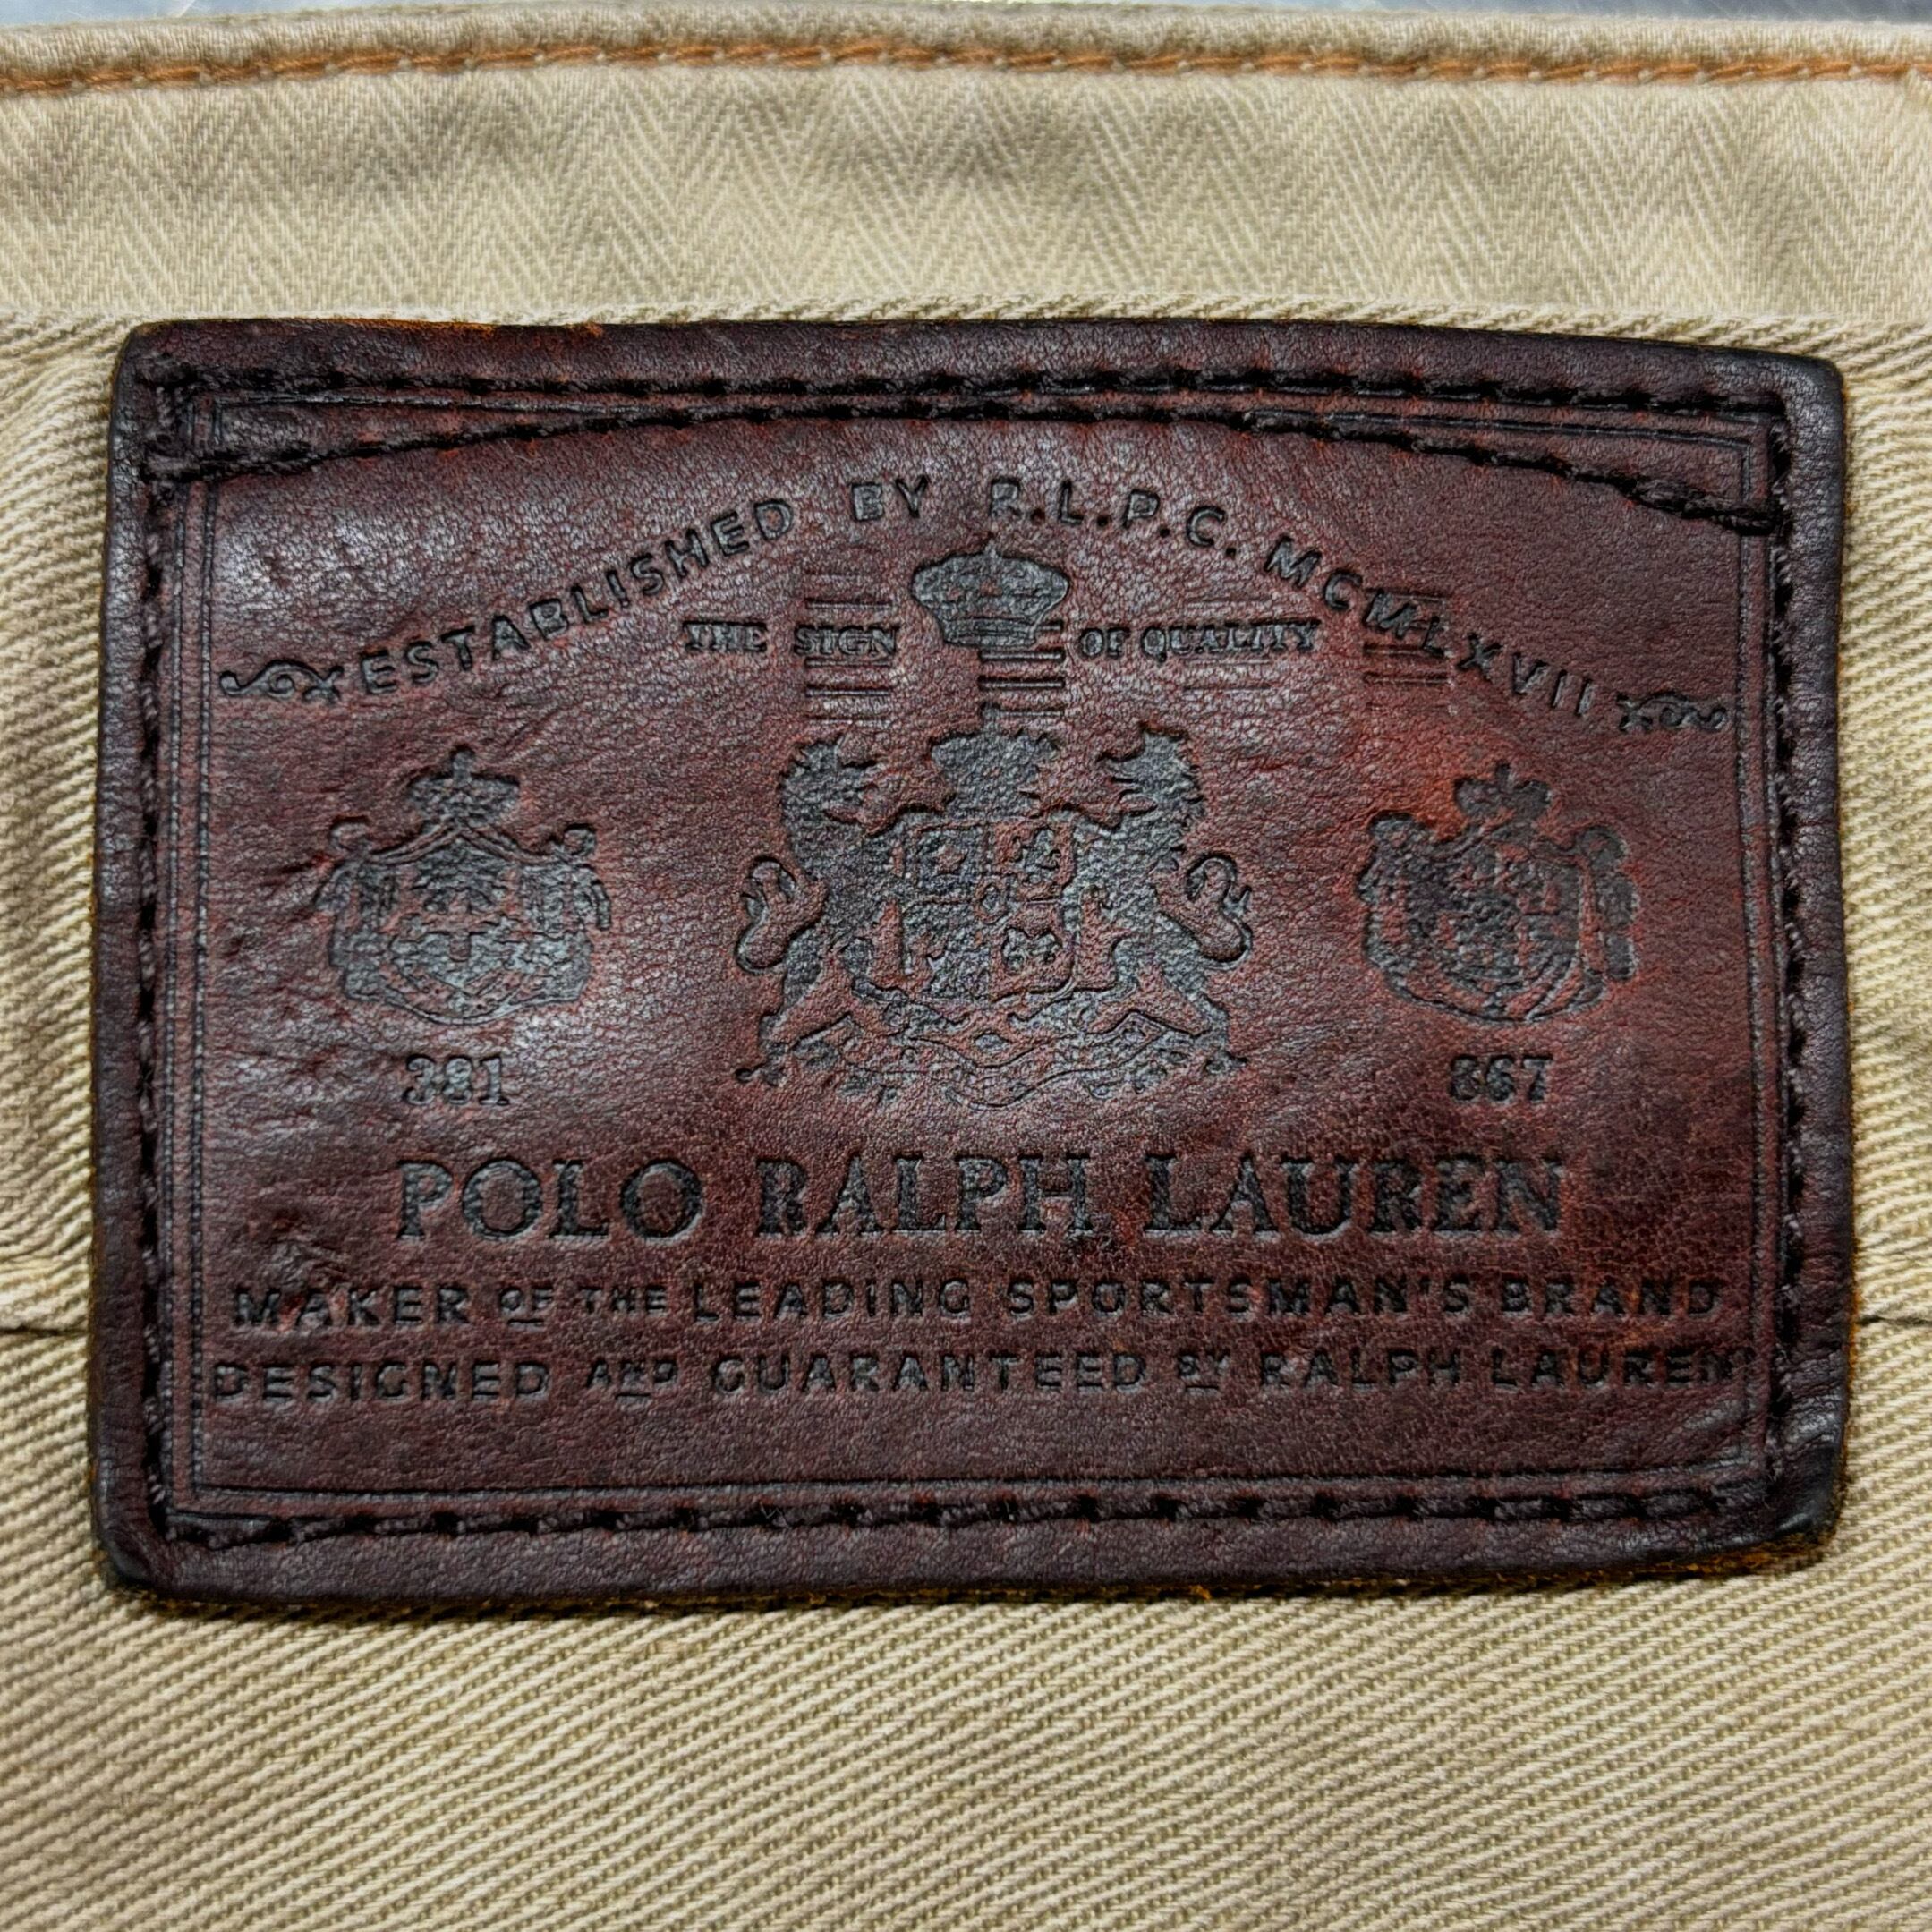 ESTABLISHED BY R.L.P.C. MCMLXVII
THE SIGN OF QUALITY
381 867
POLO RALPH LAUREN
MAKER OF THE LEADING SPORTSMAN'S BRAND
DESIGNED AND GUARANTEED BY RALPH LAUREN